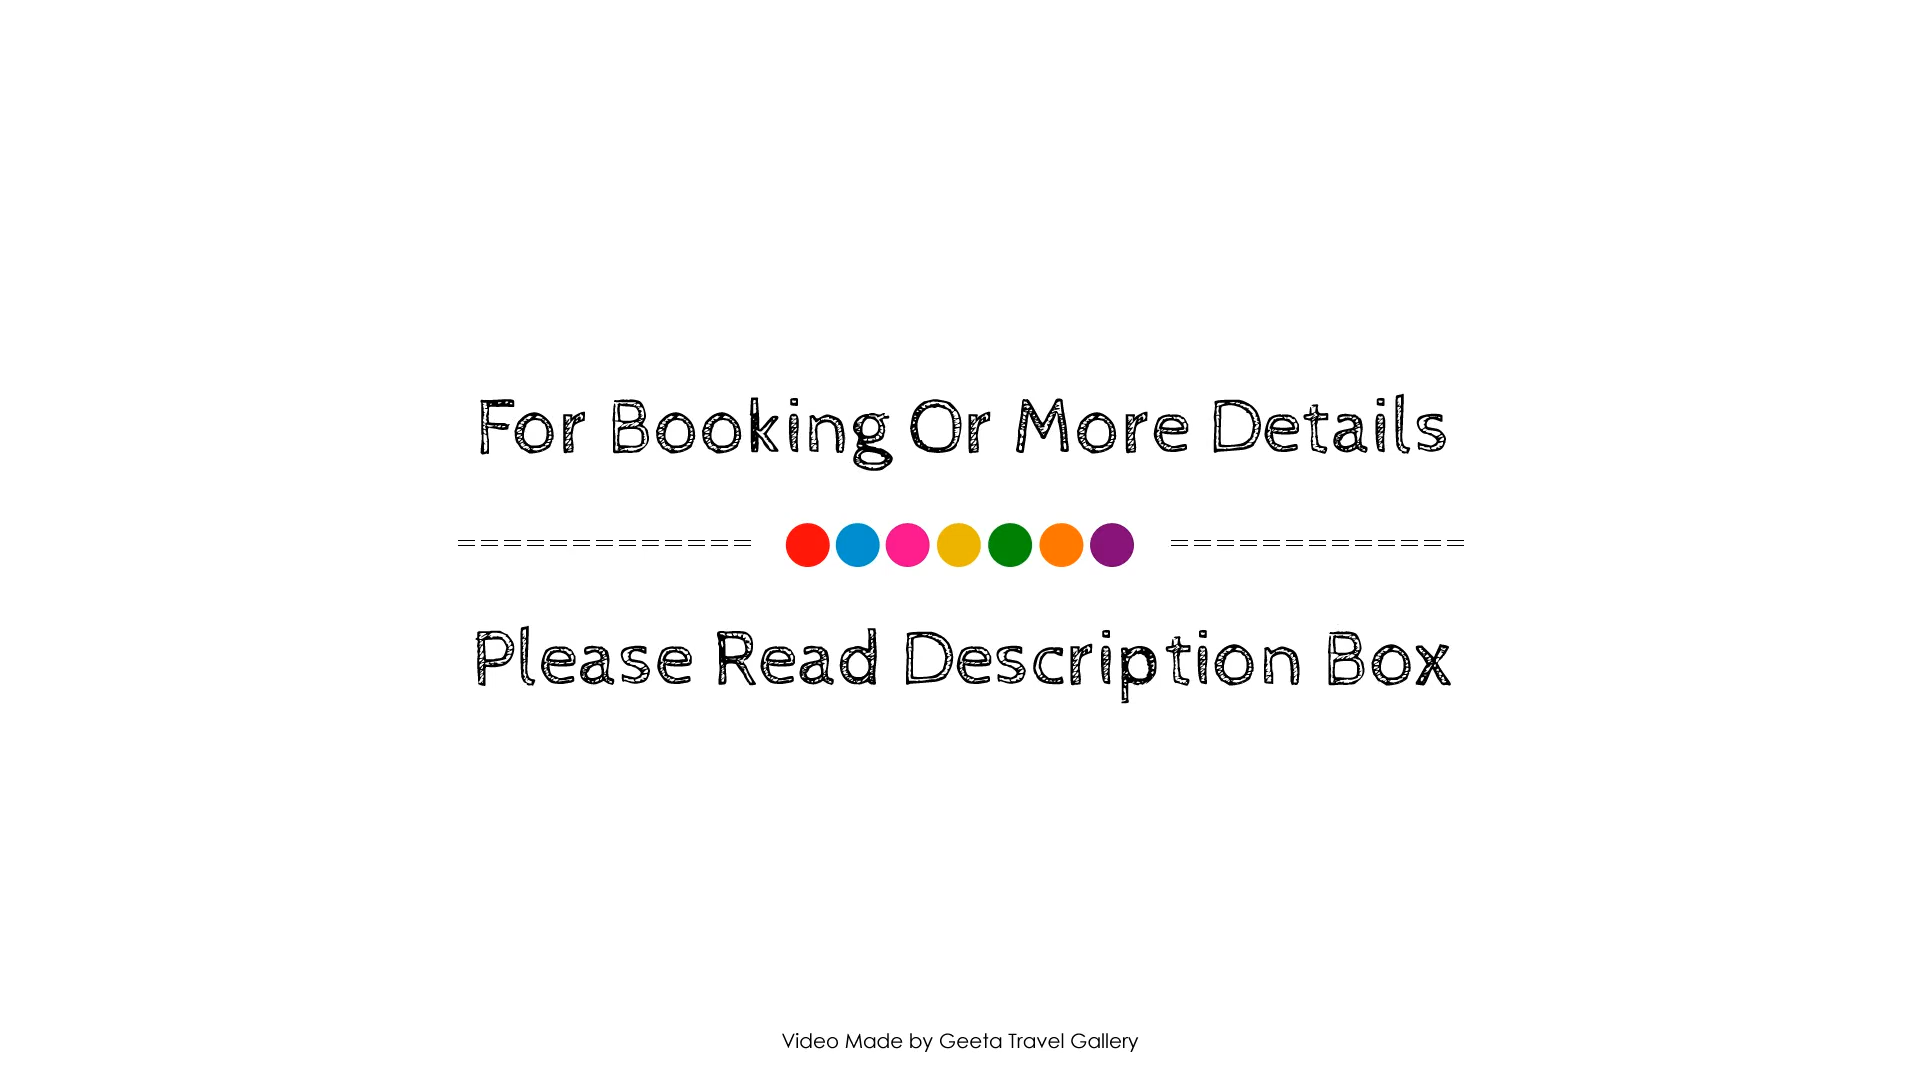 For Booking Or More Details
============= =============
Please Read Description Box
Video Made by Geeta Travel Gallery